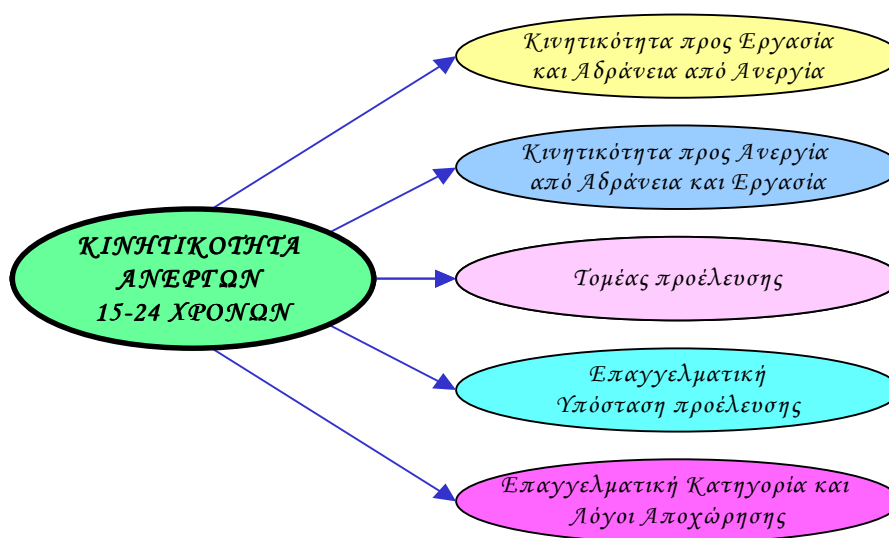 Κινητικότητα προς Εργασία
και Αδράνεια από Ανεργία
Κινητικότητα προς Ανεργία
από Αδράνεια και Εργασία
ΚΙΝΗΤΙΚΟΤΗΤΑ
ΑΝΕΡΓΩΝ
15-24 ΧΡΟΝΩΝ
Τομέας προέλευσης
Επαγγελματική
Υπόσταση προέλευσης
Επαγγελματική Κατηγορία και
Λόγοι Αποχώρησης